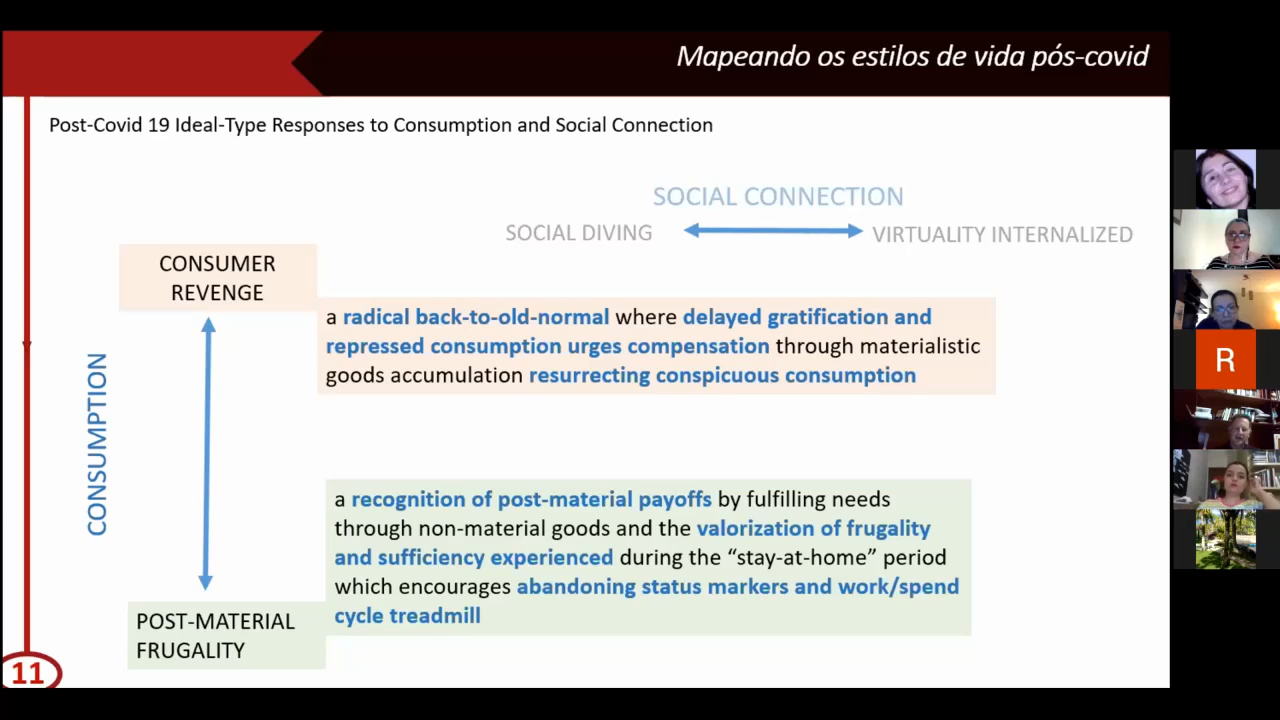 Mapeando os estilos de vida pós-covid
Post-Covid 19 Ideal-Type Responses to Consumption and Social Connection
SOCIAL CONNECTION
SOCIAL DIVING
VIRTUALITY INTERNALIZED
CONSUMER
REVENGE
a radical back-to-old-normal where delayed gratification and
repressed consumption urges compensation through materialistic
goods accumulation resurrecting conspicuous consumption
CONSUMPTION
a recognition of post-material payoffs by fulfilling needs
through non-material goods and the valorization of frugality
and sufficiency experienced during the “stay-at-home” period
which encourages abandoning status markers and work/spend
cycle treadmill
POST-MATERIAL
FRUGALITY
11
R